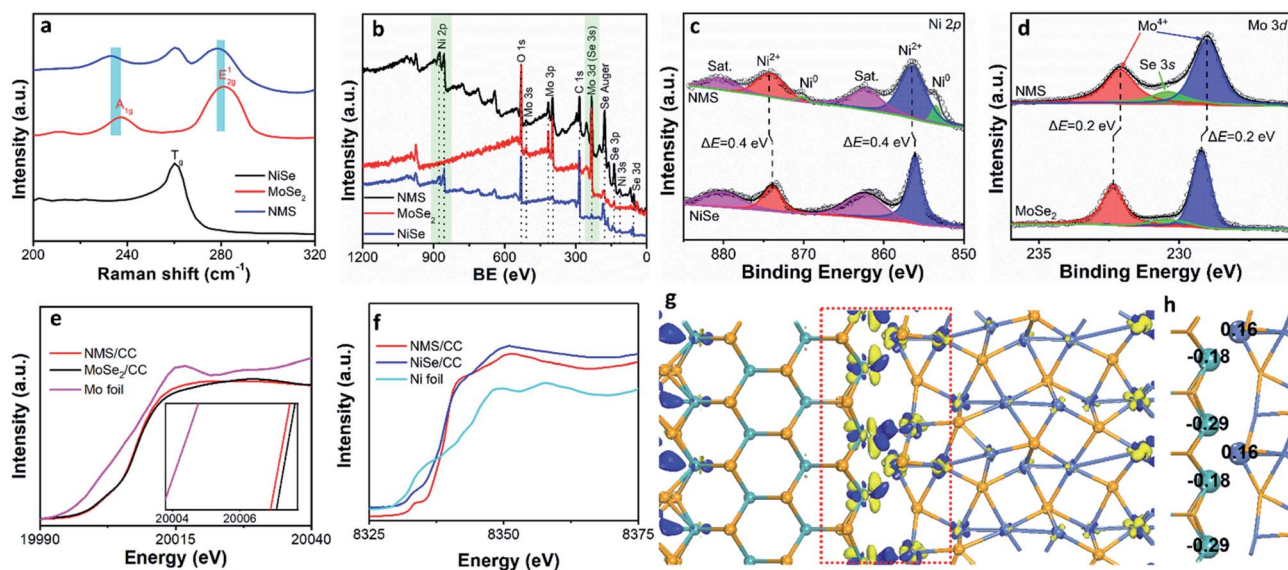 a
Intensity (a.u.)
A1g
E¹2g
Tg
NiSe
MoSe2
NMS
200 240 280 320
Raman shift (cm⁻¹)
b
Intensity (a.u.)
Ni 2p
O 1s
Mo 3s
Mo 3p
C 1s
Mo 3d (Se 3s)
Se Auger
Se 3p
Ni 3s
Se 3d
NMS
MoSe2
NiSe
1200 900 600 300 0
BE (eV)
c
Ni 2p
Intensity (a.u.)
Sat.
Ni²⁺
Ni⁰
Sat.
Ni²⁺
Ni⁰
NMS
ΔE=0.4 eV
ΔE=0.4 eV
NiSe
880 870 860 850
Binding Energy (eV)
d
Mo 3d
Intensity (a.u.)
Mo⁴⁺
Se 3s
NMS
ΔE=0.2 eV
ΔE=0.2 eV
MoSe2
235 230
Binding Energy (eV)
e
Intensity (a.u.)
NMS/CC
MoSe2/CC
Mo foil
20004 20006
19990 20015 20040
Energy (eV)
f
Intensity (a.u.)
NMS/CC
NiSe/CC
Ni foil
8325 8350 8375
Energy (eV)
g
h
0.16
-0.18
-0.29
0.16
-0.18
-0.29